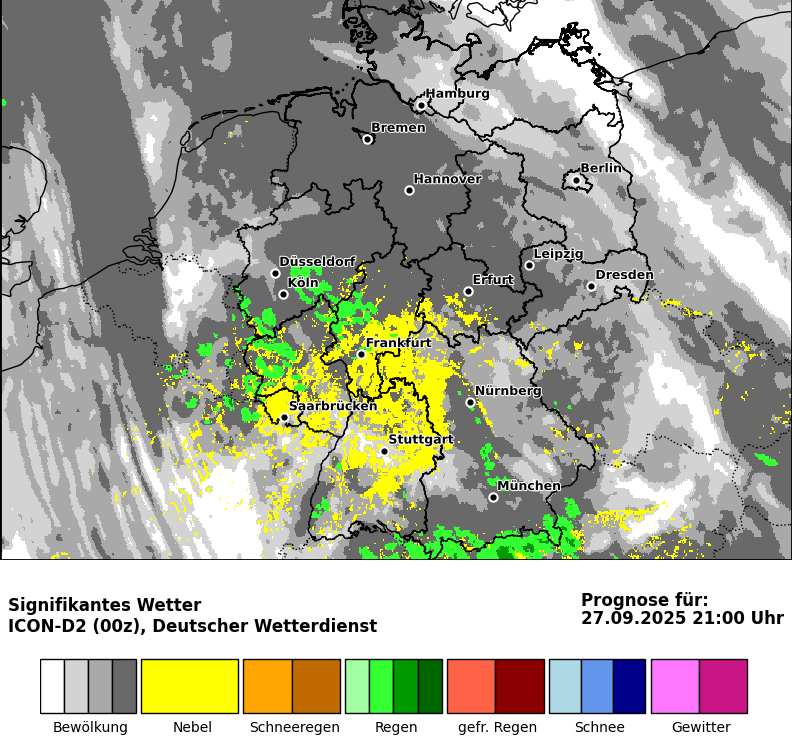 Hamburg
Bremen
Berlin
Hannover
Leipzig
Düsseldorf
Dresden
Köln
Erfurt
Frankfurt
Nürnberg
Saarbrücken
Stuttgart
München
Signifikantes Wetter
ICON-D2 (00z), Deutscher Wetterdienst
Prognose für:
27.09.2025 21:00 Uhr
Bewölkung Nebel Schneeregen Regen gefr. Regen Schnee Gewitter